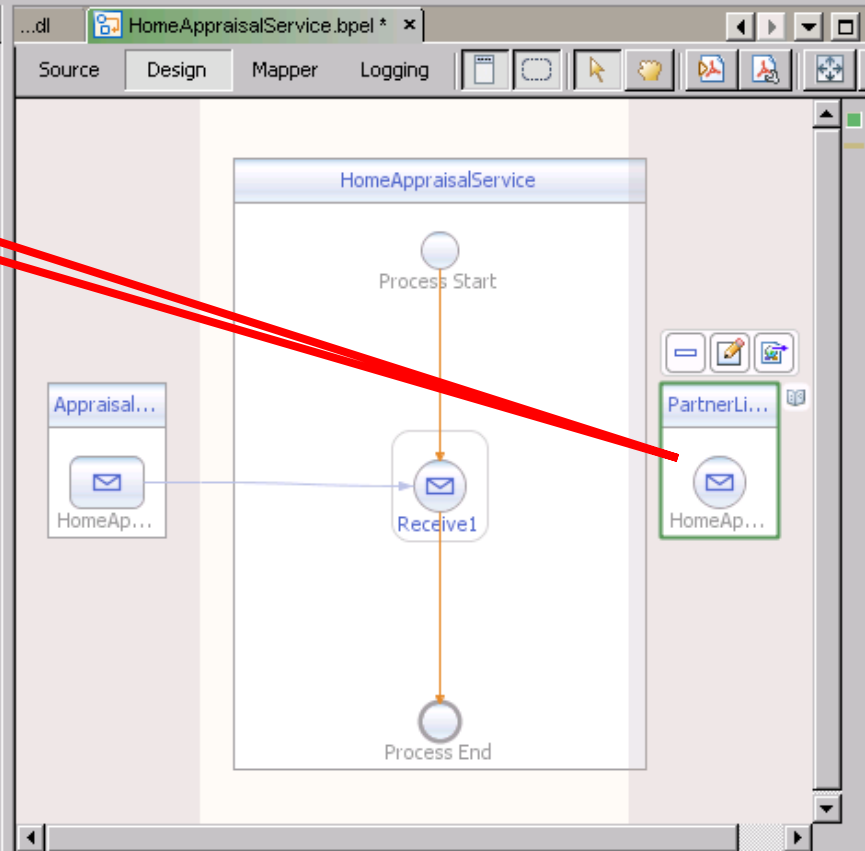 ...dl HomeAppraisalService.bpel *
Source Design Mapper Logging
HomeAppraisalService
Process Start
Appraisal...
HomeAp...
Receive1
PartnerLi...
HomeAp...
Process End